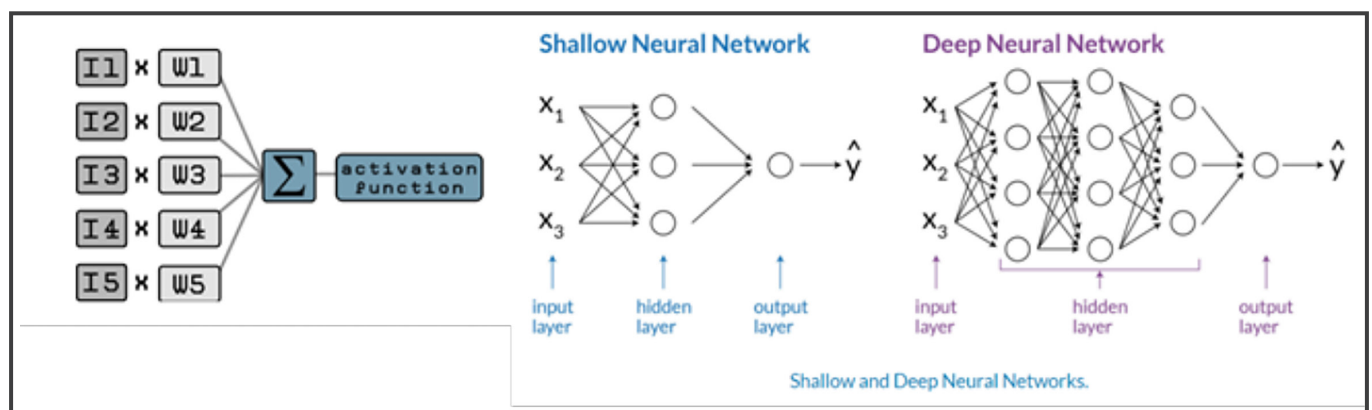 I1 x W1
I2 x W2
I3 x W3
I4 x W4
I5 x W5
Σ
activation
function
Shallow Neural Network
x1
x2
x3
ŷ
input
layer
hidden
layer
output
layer
Deep Neural Network
x1
x2
x3
ŷ
input
layer
hidden
layer
output
layer
Shallow and Deep Neural Networks.